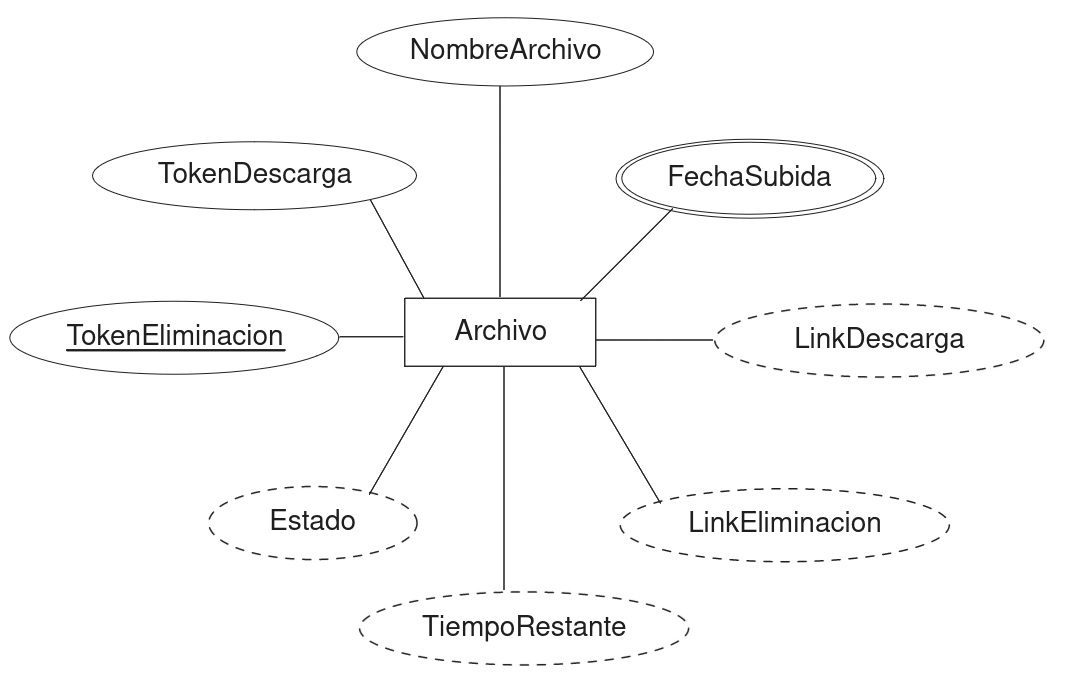 NombreArchivo
TokenDescarga
FechaSubida
TokenEliminacion
Archivo
LinkDescarga
Estado
LinkEliminacion
TiempoRestante